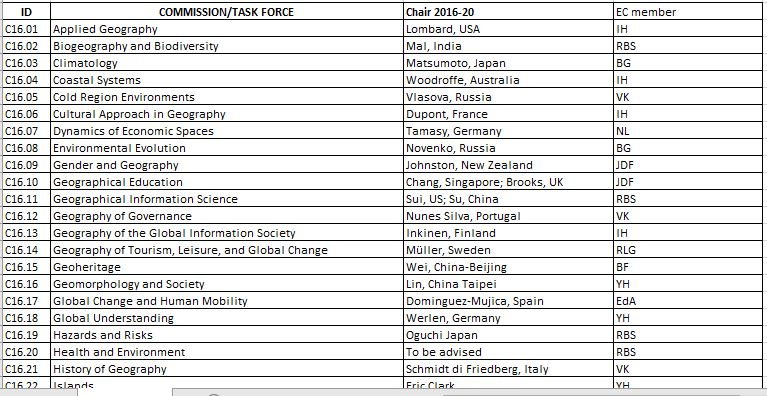 ID COMMISSION/TASK FORCE Chair 2016-20 EC member
C16.01 Applied Geography Lombard, USA IH
C16.02 Biogeography and Biodiversity Mal, India RBS
C16.03 Climatology Matsumoto, Japan BG
C16.04 Coastal Systems Woodroffe, Australia IH
C16.05 Cold Region Environments Vlasova, Russia VK
C16.06 Cultural Approach in Geography Dupont, France IH
C16.07 Dynamics of Economic Spaces Tamasy, Germany NL
C16.08 Environmental Evolution Novenko, Russia BG
C16.09 Gender and Geography Johnston, New Zealand JDF
C16.10 Geographical Education Chang, Singapore; Brooks, UK JDF
C16.11 Geographical Information Science Sui, US; Su, China RBS
C16.12 Geography of Governance Nunes Silva, Portugal VK
C16.13 Geography of the Global Information Society Inkinen, Finland IH
C16.14 Geography of Tourism, Leisure, and Global Change Müller, Sweden RLG
C16.15 Geoheritage Wei, China-Beijing BF
C16.16 Geomorphology and Society Lin, China Taipei YH
C16.17 Global Change and Human Mobility Dominguez-Mujica, Spain EdA
C16.18 Global Understanding Werlen, Germany YH
C16.19 Hazards and Risks Oguchi Japan RBS
C16.20 Health and Environment To be advised RBS
C16.21 History of Geography Schmidt di Friedberg, Italy VK
C16.22 Islands Eric Clark YH